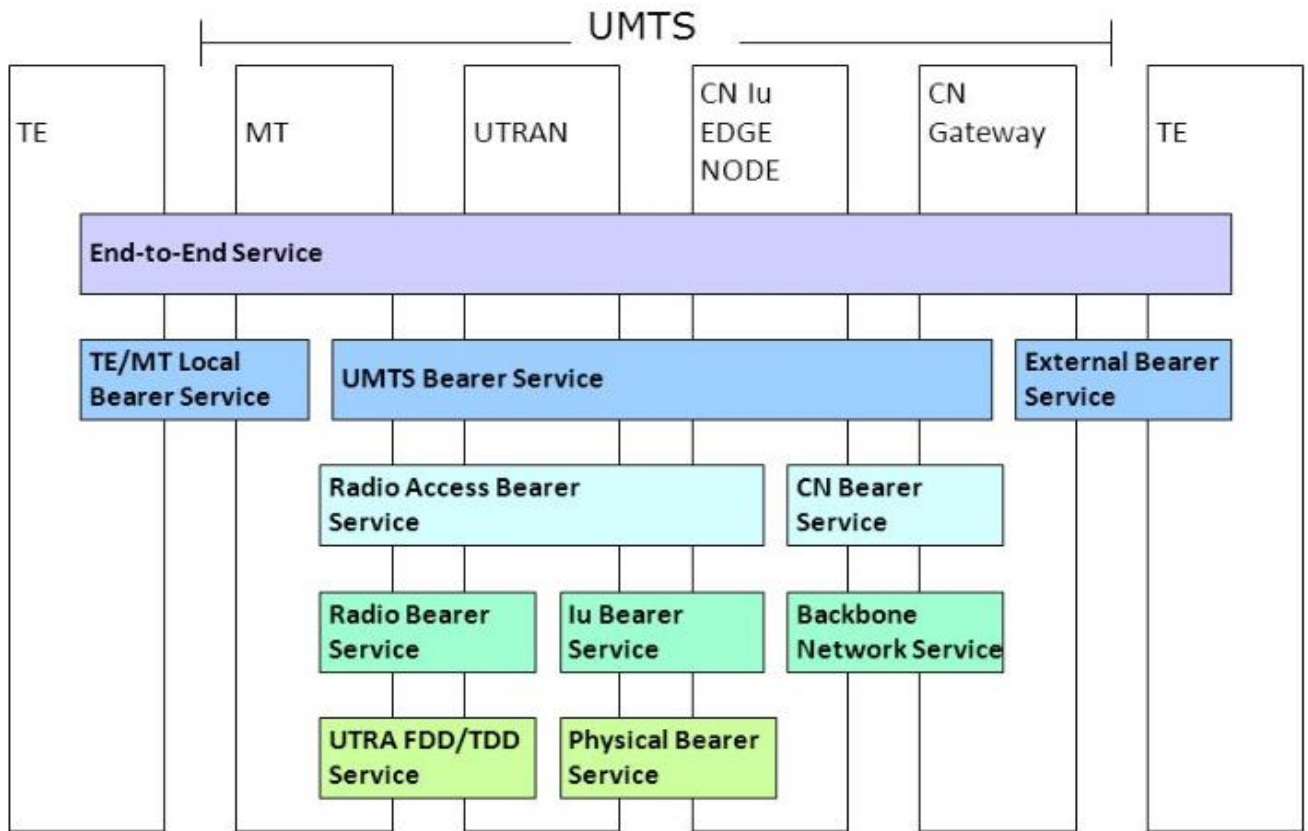 UMTS
TE
MT
UTRAN
CN Iu
EDGE
NODE
CN
Gateway
TE
End-to-End Service
TE/MT Local
Bearer Service
UMTS Bearer Service
External Bearer
Service
Radio Access Bearer
Service
CN Bearer
Service
Radio Bearer
Service
Iu Bearer
Service
Backbone
Network Service
UTRA FDD/TDD
Service
Physical Bearer
Service